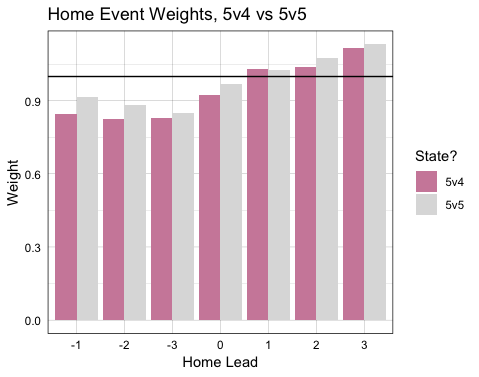 Home Event Weights, 5v4 vs 5v5
Weight
0.9
0.6
0.3
0.0
-1 -2 -3 0 1 2 3
Home Lead
State?
5v4
5v5